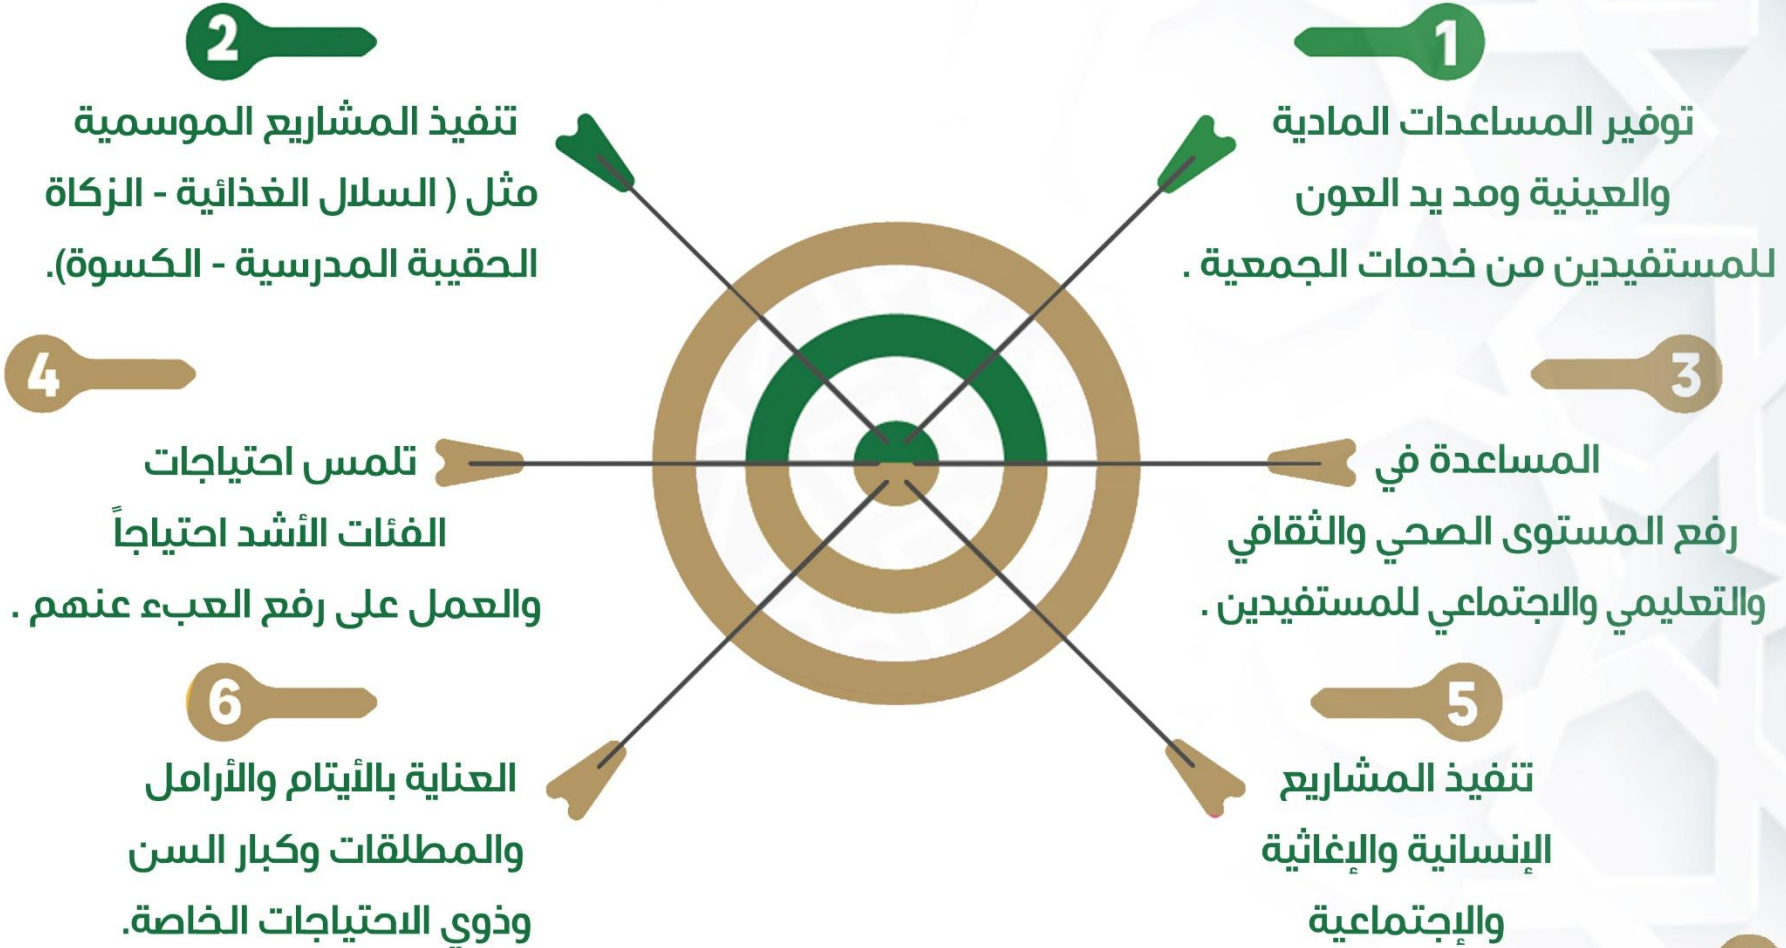 1
توفير المساعدات المادية
والعينية ومد يد العون
للمستفيدين من خدمات الجمعية .
2
تنفيذ المشاريع الموسمية
مثل ( السلال الغذائية - الزكاة
الحقيبة المدرسية - الكسوة).
3
المساعدة في
رفع المستوى الصحي والثقافي
والتعليمي والاجتماعي للمستفيدين .
4
تلمس احتياجات
الفئات الأشد احتياجاً
والعمل على رفع العبء عنهم .
5
تنفيذ المشاريع
الإنسانية والإغاثية
والإجتماعية
6
العناية بالأيتام والأرامل
والمطلقات وكبار السن
وذوي الاحتياجات الخاصة.